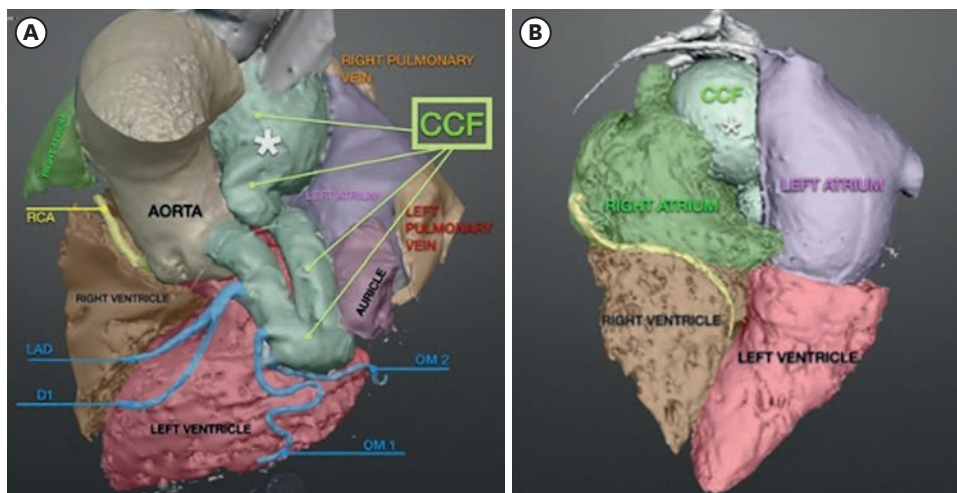 A
RIGHT PULMONARY
VEIN
CCF
*
RIGHT ATRIUM
LEFT ATRIUM
RCA
AORTA
LEFT
PULMONARY
VEIN
AURICLE
RIGHT VENTRICLE
LAD
OM 2
D1
LEFT VENTRICLE
OM 1
B
CCF
*
LEFT ATRIUM
RIGHT ATRIUM
RIGHT VENTRICLE
LEFT VENTRICLE